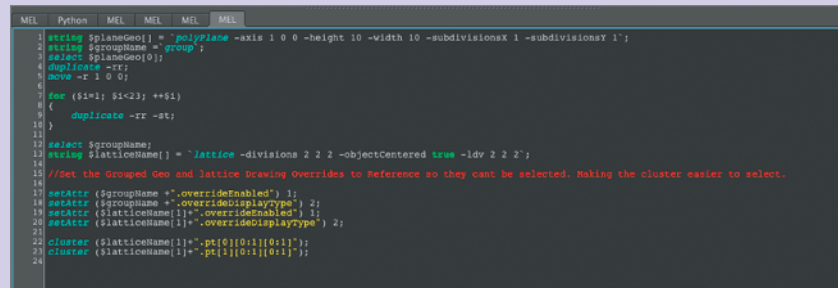 MEL Python MEL MEL MEL MEL
1 string $planeGeo[] = `polyPlane -axis 1 0 0 -height 10 -width 10 -subdivisionsX 1 -subdivisionsY 1`;
2 string $groupName =`group`;
3 select $planeGeo[0];
4 duplicate -rr;
5 move -r 1 0 0;
6
7 for ($i=1; $i<23; ++$i)
8 {
9 duplicate -rr -st;
10 }
11
12 select $groupName;
13 string $latticeName[] = `lattice -divisions 2 2 2 -objectCentered true -ldv 2 2 2`;
14
15 //Set the Grouped Geo and lattice Drawing Overrides to Reference so they cant be selected. Making the cluster easier to select.
16
17 setAttr ($groupName +".overrideEnabled") 1;
18 setAttr ($groupName +".overrideDisplayType") 2;
19 setAttr ($latticeName[1]+".overrideEnabled") 1;
20 setAttr ($latticeName[1]+".overrideDisplayType") 2;
21
22 cluster ($latticeName[1]+".pt[0][0:1][0:1]");
23 cluster ($latticeName[1]+".pt[1][0:1][0:1]");
24